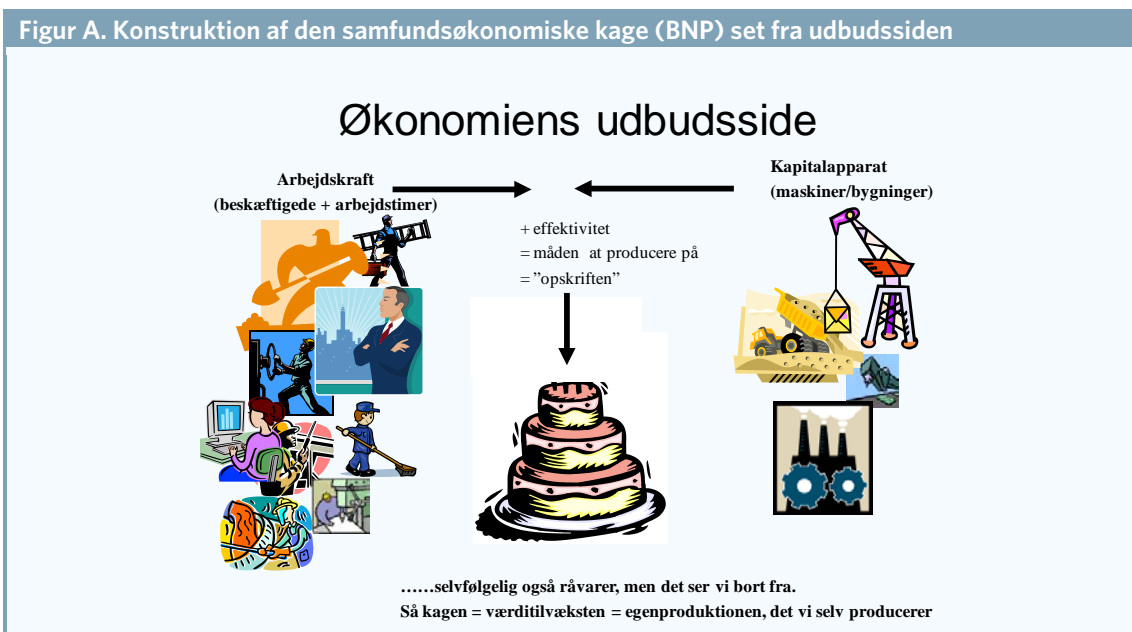 Figur A. Konstruktion af den samfundsøkonomiske kage (BNP) set fra udbudssiden
Økonomiens udbudsside
Arbejdskraft
(beskæftigede + arbejdstimer)
Kapitalapparat
(maskiner/bygninger)
+ effektivitet
= måden at producere på
= ”opskriften”
……selvfølgelig også råvarer, men det ser vi bort fra.
Så kagen = værditilvæksten = egenproduktionen, det vi selv producerer